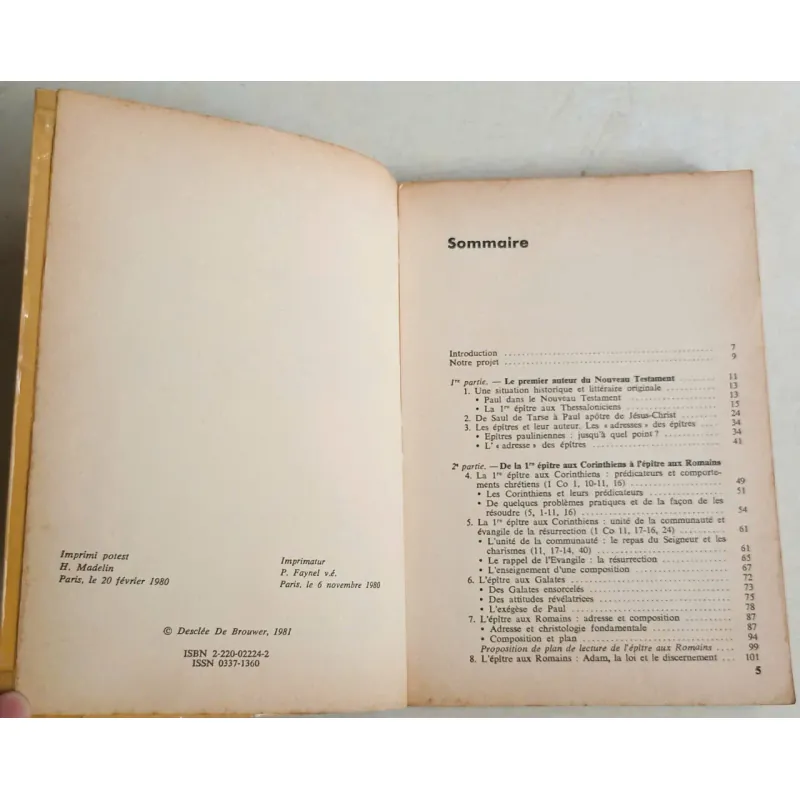 Imprimi potest
H. Madelin
Paris, le 20 février 1980
Imprimatur
P. Faynel v.é.
Paris, le 6 novembre 1980
© Desclée De Brouwer, 1981
ISBN 2-220-02224-2
ISSN 0337-1360
Sommaire
Introduction ........ 7
Notre projet ........ 9
1re partie. — Le premier auteur du Nouveau Testament ........ 11
1. Une situation historique et littéraire originale ........ 13
• Paul dans le Nouveau Testament ........ 13
• La 1re épître aux Thessaloniciens ........ 15
2. De Saul de Tarse à Paul apôtre de Jésus-Christ ........ 24
3. Les épîtres et leur auteur. Les « adresses » des épîtres ........ 34
• Epîtres pauliniennes : jusqu'à quel point ? ........ 34
• L' « adresse » des épîtres ........ 41
2e partie. — De la 1re épître aux Corinthiens à l'épître aux Romains
4. La 1re épître aux Corinthiens : prédicateurs et comporte-
ments chrétiens (1 Co 1, 10-11, 16) ........ 49
• Les Corinthiens et leurs prédicateurs ........ 51
• De quelques problèmes pratiques et de la façon de les
résoudre (5, 1-11, 16) ........ 54
5. La 1re épître aux Corinthiens : unité de la communauté et
évangile de la résurrection (1 Co 11, 17-16, 24) ........ 61
• L'unité de la communauté : le repas du Seigneur et les
charismes (11, 17-14, 40) ........ 61
• Le rappel de l'Evangile : la résurrection ........ 65
• L'enseignement d'une composition ........ 67
6. L'épître aux Galates ........ 72
• Des Galates ensorcelés ........ 73
• Des attitudes révélatrices ........ 75
• L'exégèse de Paul ........ 78
7. L'épître aux Romains : adresse et composition ........ 87
• Adresse et christologie fondamentale ........ 87
• Composition et plan ........ 94
Proposition de plan de lecture de l'épître aux Romains .... 99
8. L'épître aux Romains : Adam, la loi et le discernement ... 101
5